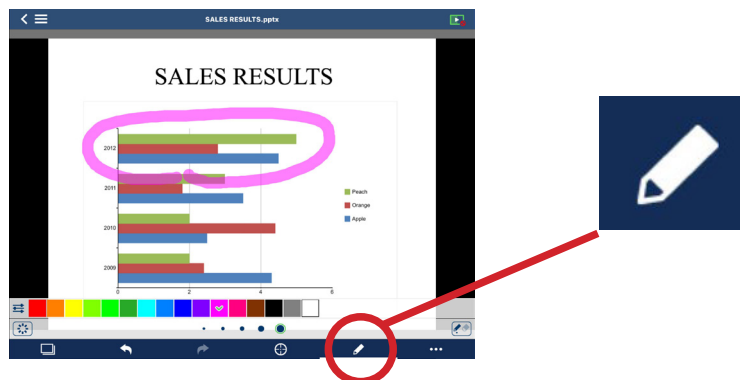 SALES RESULTS.pptx
SALES RESULTS
2012
2011
2010
2009
0 2 4 6
Peach
Orange
Apple